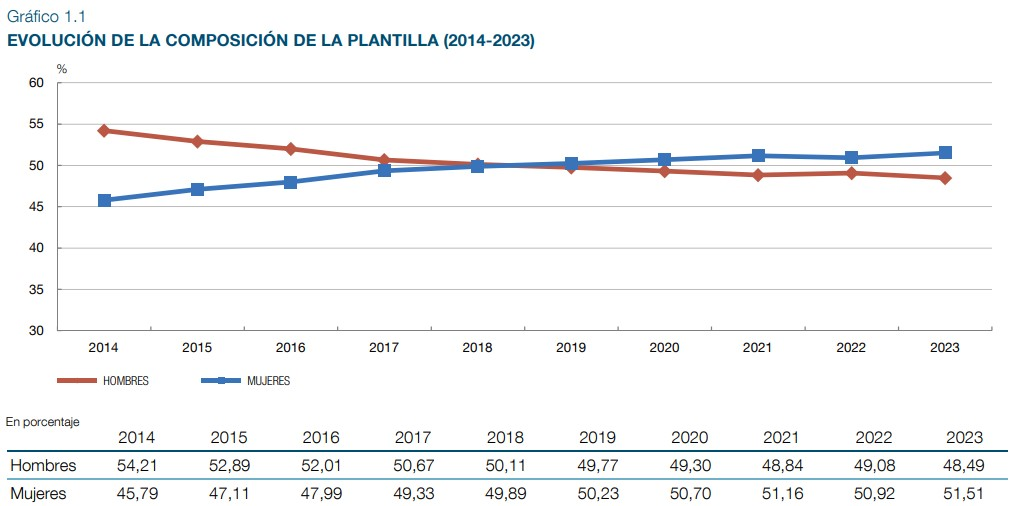 Gráfico 1.1
EVOLUCIÓN DE LA COMPOSICIÓN DE LA PLANTILLA (2014-2023)
%
60
55
50
45
40
35
30
2014 2015 2016 2017 2018 2019 2020 2021 2022 2023
HOMBRES MUJERES
En porcentaje
2014 2015 2016 2017 2018 2019 2020 2021 2022 2023
Hombres 54,21 52,89 52,01 50,67 50,11 49,77 49,30 48,84 49,08 48,49
Mujeres 45,79 47,11 47,99 49,33 49,89 50,23 50,70 51,16 50,92 51,51